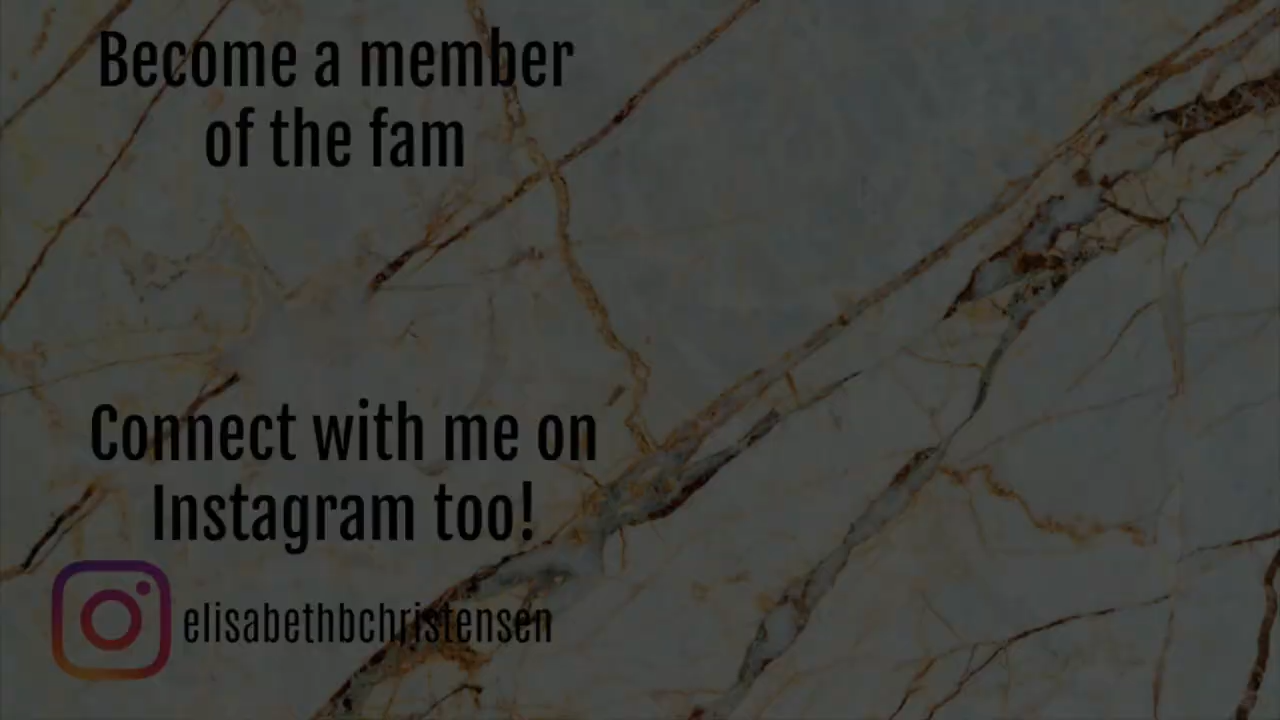 Become a member
of the fam
Connect with me on
Instagram too!
elisabethbchristensen